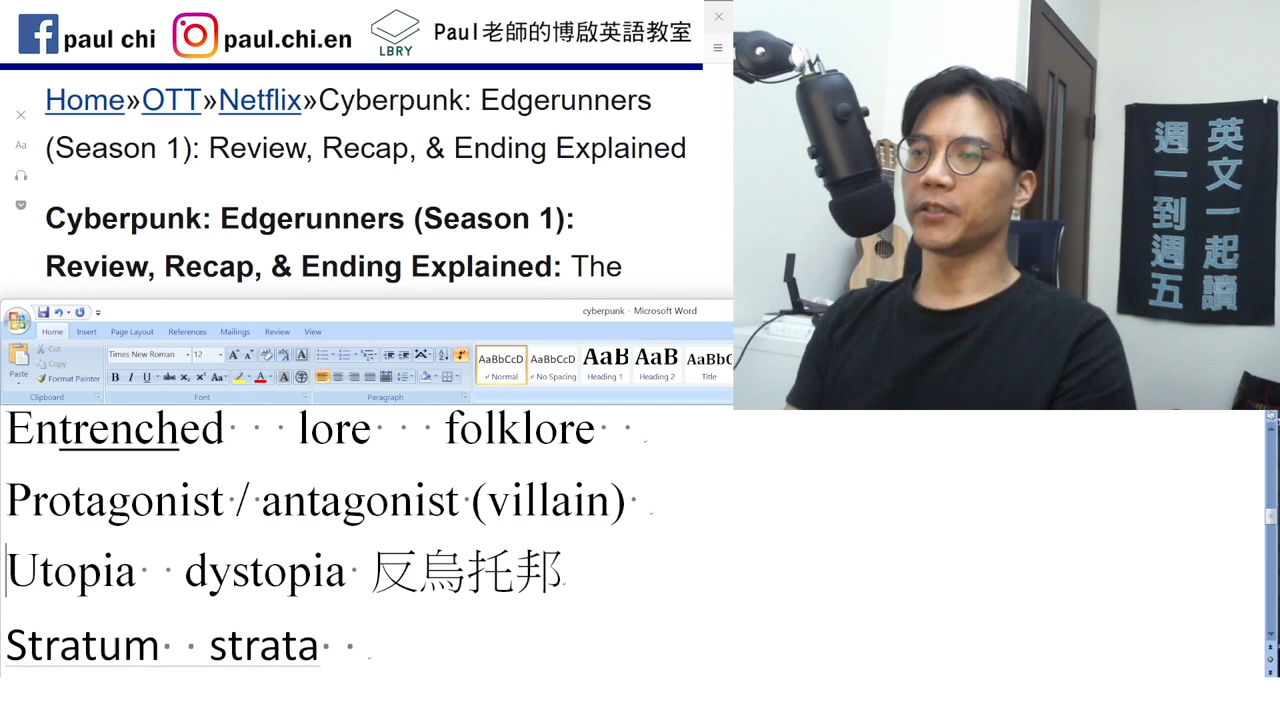 paul chi
paul.chi.en
LBRY
Paul老師的博啟英語教室
Home»OTT»Netflix»Cyberpunk: Edgerunners
(Season 1): Review, Recap, & Ending Explained
Cyberpunk: Edgerunners (Season 1):
Review, Recap, & Ending Explained: The
Aa
cyberpunk - Microsoft Word
Home Insert Page Layout References Mailings Review View
Paste
Cut
Copy
Format Painter
Clipboard
Times New Roman 12
Font
Paragraph
AaBbCcD AaBbCcD AaBb AaBb AaBbC
Normal No Spacing Heading 1 Heading 2 Title
Entrenched lore folklore
Protagonist / antagonist (villain)
Utopia dystopia 反烏托邦
Stratum strata
英文一起讀
週一到週五